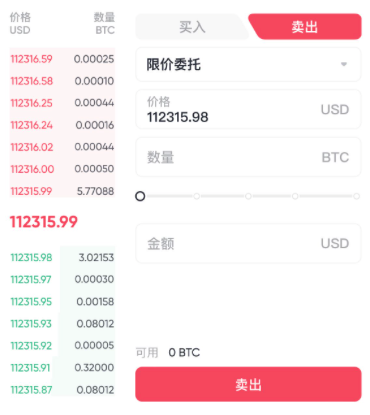 价格 数量
USD BTC
112316.59 0.00025
112316.58 0.00010
112316.25 0.00044
112316.24 0.00016
112316.02 0.00044
112316.00 0.00050
112315.99 5.77088
112315.99
112315.98 3.02153
112315.97 0.00030
112315.95 0.00158
112315.93 0.08012
112315.92 0.00005
112315.91 0.32000
112315.87 0.08012
买入 卖出
限价委托
价格
112315.98 USD
数量 BTC
金额 USD
可用 0 BTC
卖出